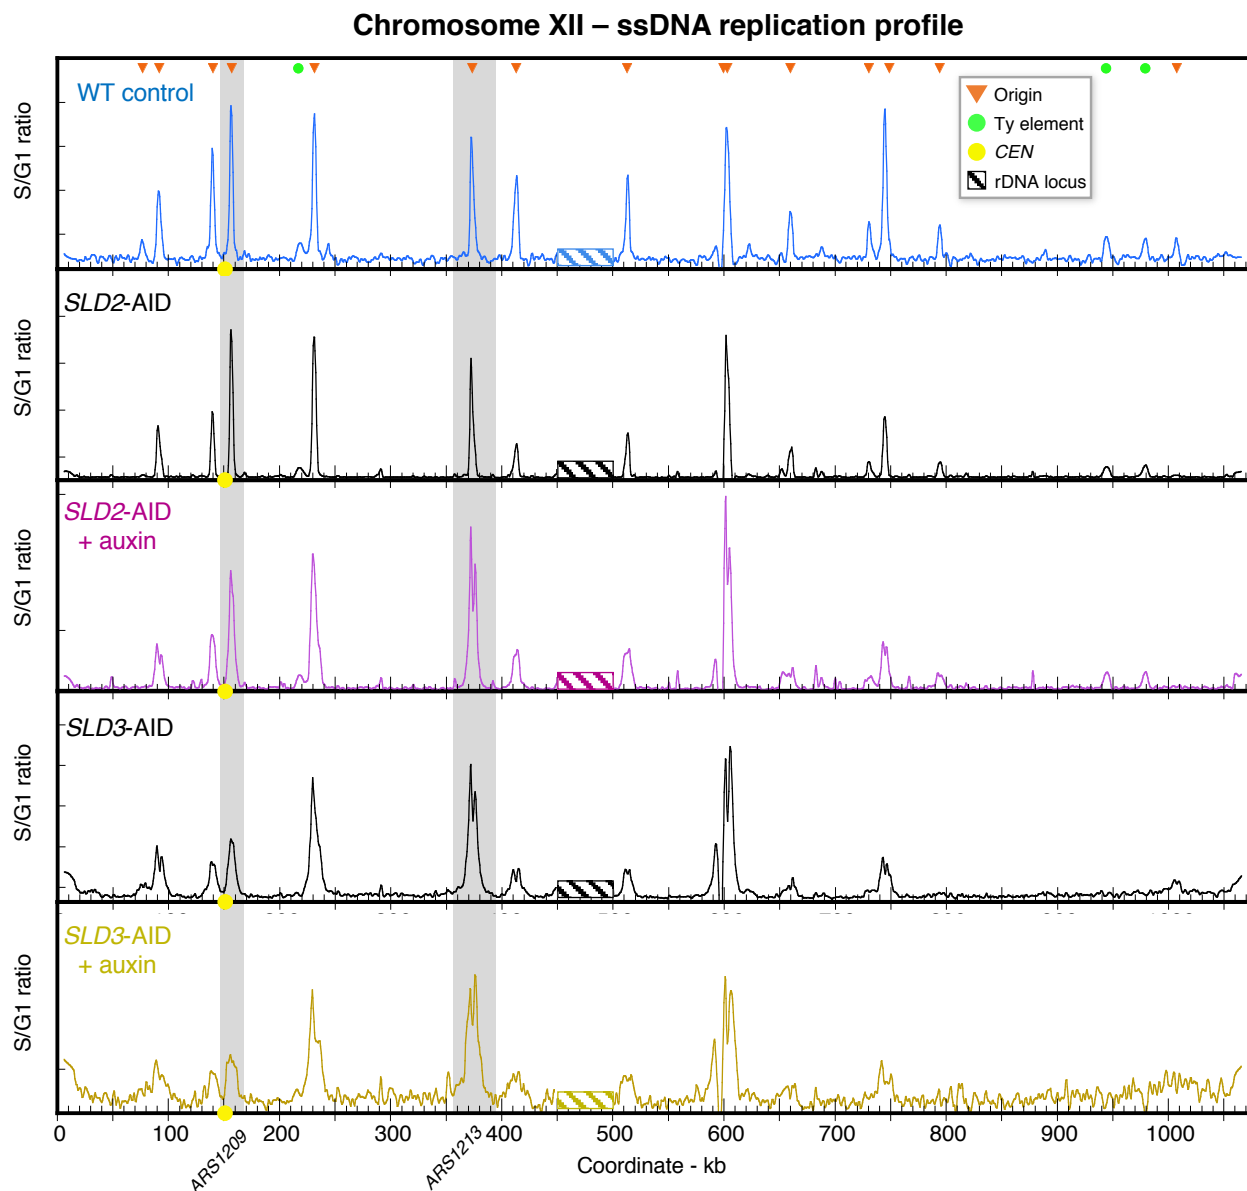 Chromosome XII – ssDNA replication profile
WT control
S/G1 ratio
Origin
Ty element
CEN
rDNA locus
SLD2-AID
S/G1 ratio
SLD2-AID
+ auxin
S/G1 ratio
SLD3-AID
S/G1 ratio
SLD3-AID
+ auxin
S/G1 ratio
0 100 200 300 400 500 600 700 800 900 1000
ARS1209
ARS1215
Coordinate - kb